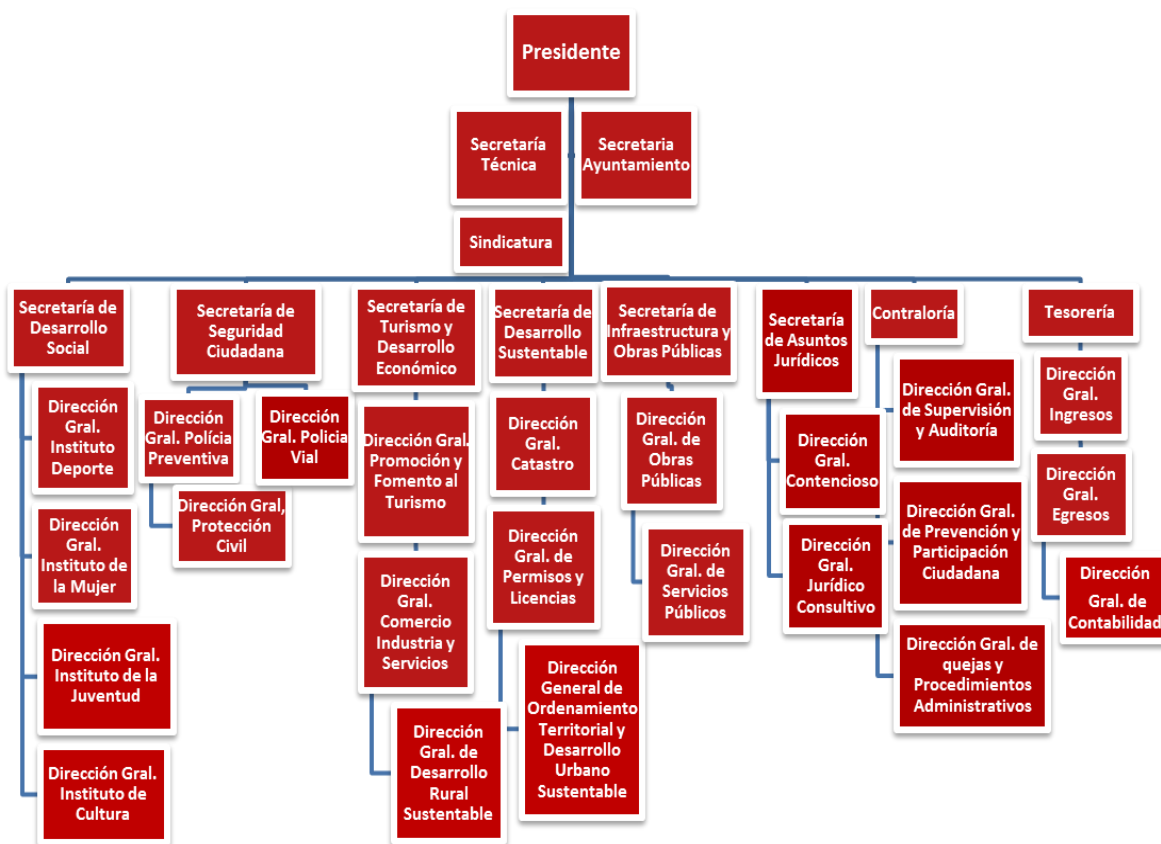 Presidente
Secretaría
Técnica
Secretaria
Ayuntamiento
Sindicatura
Secretaría de
Desarrollo
Social
Dirección
Gral.
Instituto
Deporte
Dirección
Gral.
Instituto de
la Mujer
Dirección Gral.
Instituto de la
Juventud
Dirección Gral.
Instituto de
Cultura
Secretaría de
Seguridad
Ciudadana
Dirección
Gral. Polícia
Preventiva
Dirección
Gral. Policia
Vial
Dirección Gral,
Protección
Civil
Secretaría de
Turismo y
Desarrollo
Económico
Dirección Gral.
Promoción y
Fomento al
Turismo
Dirección
Gral.
Comercio
Industria y
Servicios
Dirección
Gral. de
Desarrollo
Rural
Sustentable
Secretaría de
Desarrollo
Sustentable
Dirección
Gral.
Catastro
Dirección
Gral. de
Permisos y
Licencias
Dirección
General de
Ordenamiento
Territorial y
Desarrollo
Urbano
Sustentable
Secretaría de
Infraestructura y
Obras Públicas
Dirección
Gral. de
Obras
Públicas
Dirección
Gral. de
Servicios
Públicos
Secretaría
de Asuntos
Jurídicos
Dirección
Gral.
Contencioso
Dirección
Gral.
Jurídico
Consultivo
Contraloría
Dirección Gral.
de Supervisión
y Auditoría
Dirección Gral.
de Prevención y
Participación
Ciudadana
Dirección Gral. de
quejas y
Procedimientos
Administrativos
Tesorería
Dirección
Gral.
Ingresos
Dirección
Gral.
Egresos
Dirección
Gral. de
Contabilidad